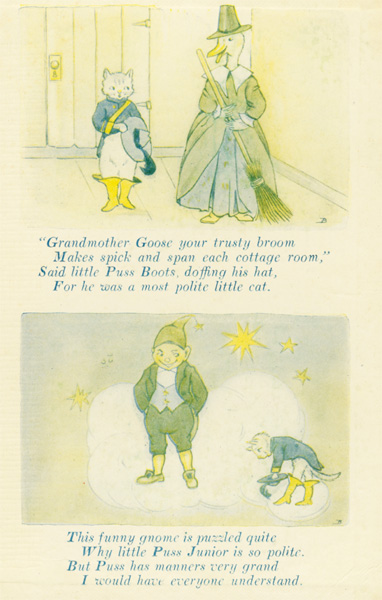 "Grandmother Goose your trusty broom
Makes spick and span each cottage room,"
Said little Puss Boots, doffing his hat,
For he was a most polite little cat.
This funny gnome is puzzled quite
Why little Puss Junior is so polite.
But Puss has manners very grand
I would have everyone understand.